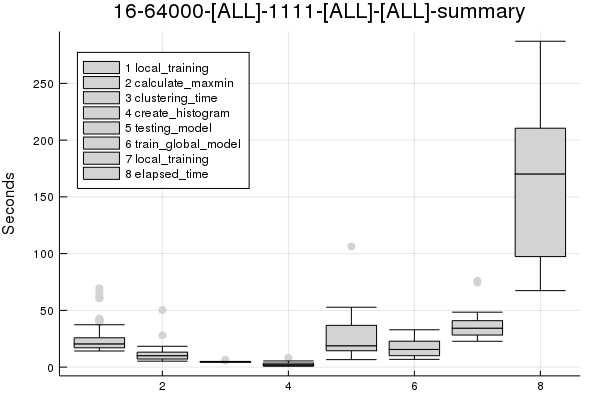 16-64000-[ALL]-1111-[ALL]-[ALL]-summary
Seconds
250
200
150
100
50
0
1 local_training
2 calculate_maxmin
3 clustering_time
4 create_histogram
5 testing_model
6 train_global_model
7 local_training
8 elapsed_time
2 4 6 8